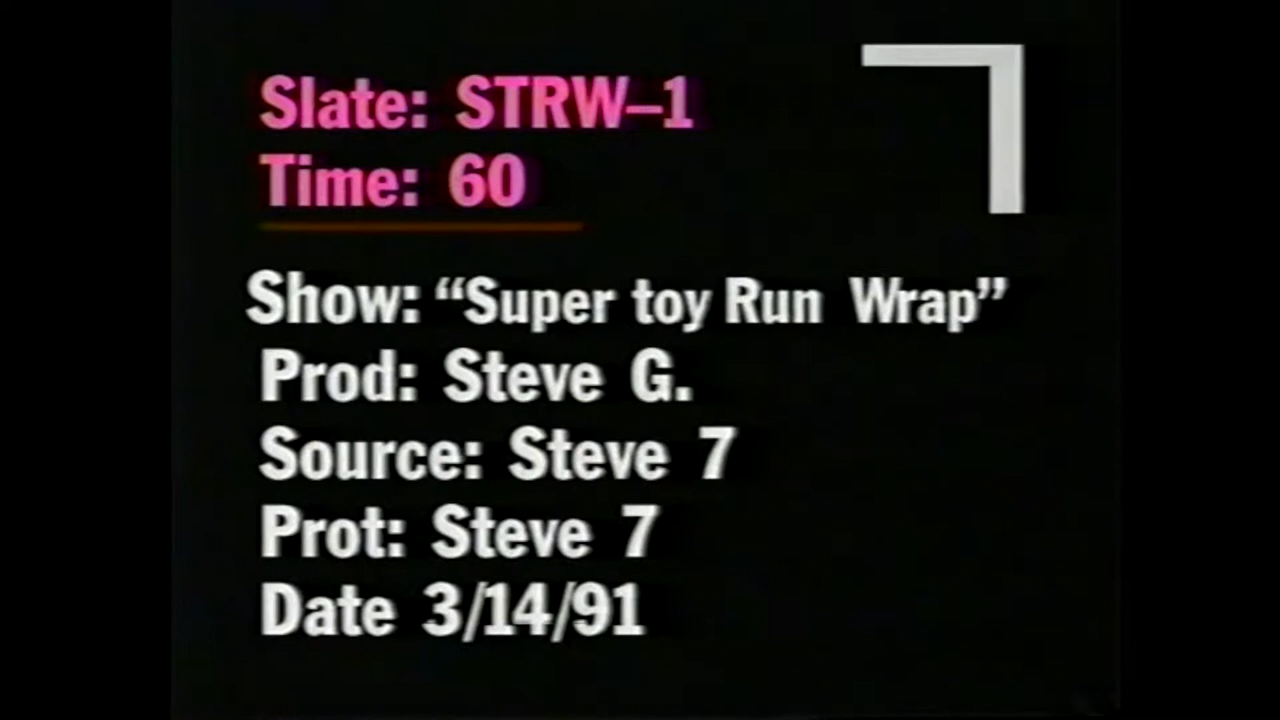 Slate: STRW–1
Time: 60
Show: “Super toy Run Wrap”
Prod: Steve G.
Source: Steve 7
Prot: Steve 7
Date 3/14/91